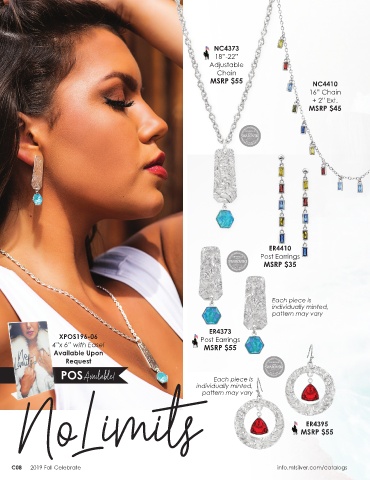 NC4373
18"-22"
Adjustable
Chain
MSRP $55
NC4410
16" Chain
+ 2" Ext.
MSRP $45
ER4410
Post Earrings
MSRP $35
Each piece is
individually minted,
pattern may vary
ER4373
Post Earrings
MSRP $55
XPOS196-06
4"x 6" with Easel
Available Upon
Request
POS Available!
Each piece is
individually minted,
pattern may vary
ER4395
MSRP $55
No Limits
C08 2019 Fall Celebrate
info.mtsilver.com/catalogs